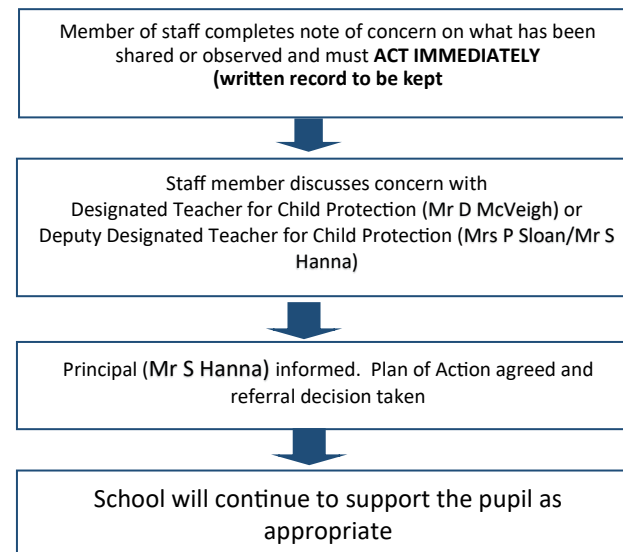 Member of staff completes note of concern on what has been
shared or observed and must ACT IMMEDIATELY
(written record to be kept
Staff member discusses concern with
Designated Teacher for Child Protection (Mr D McVeigh) or
Deputy Designated Teacher for Child Protection (Mrs P Sloan/Mr S
Hanna)
Principal (Mr S Hanna) informed.  Plan of Action agreed and
referral decision taken
School will continue to support the pupil as
appropriate